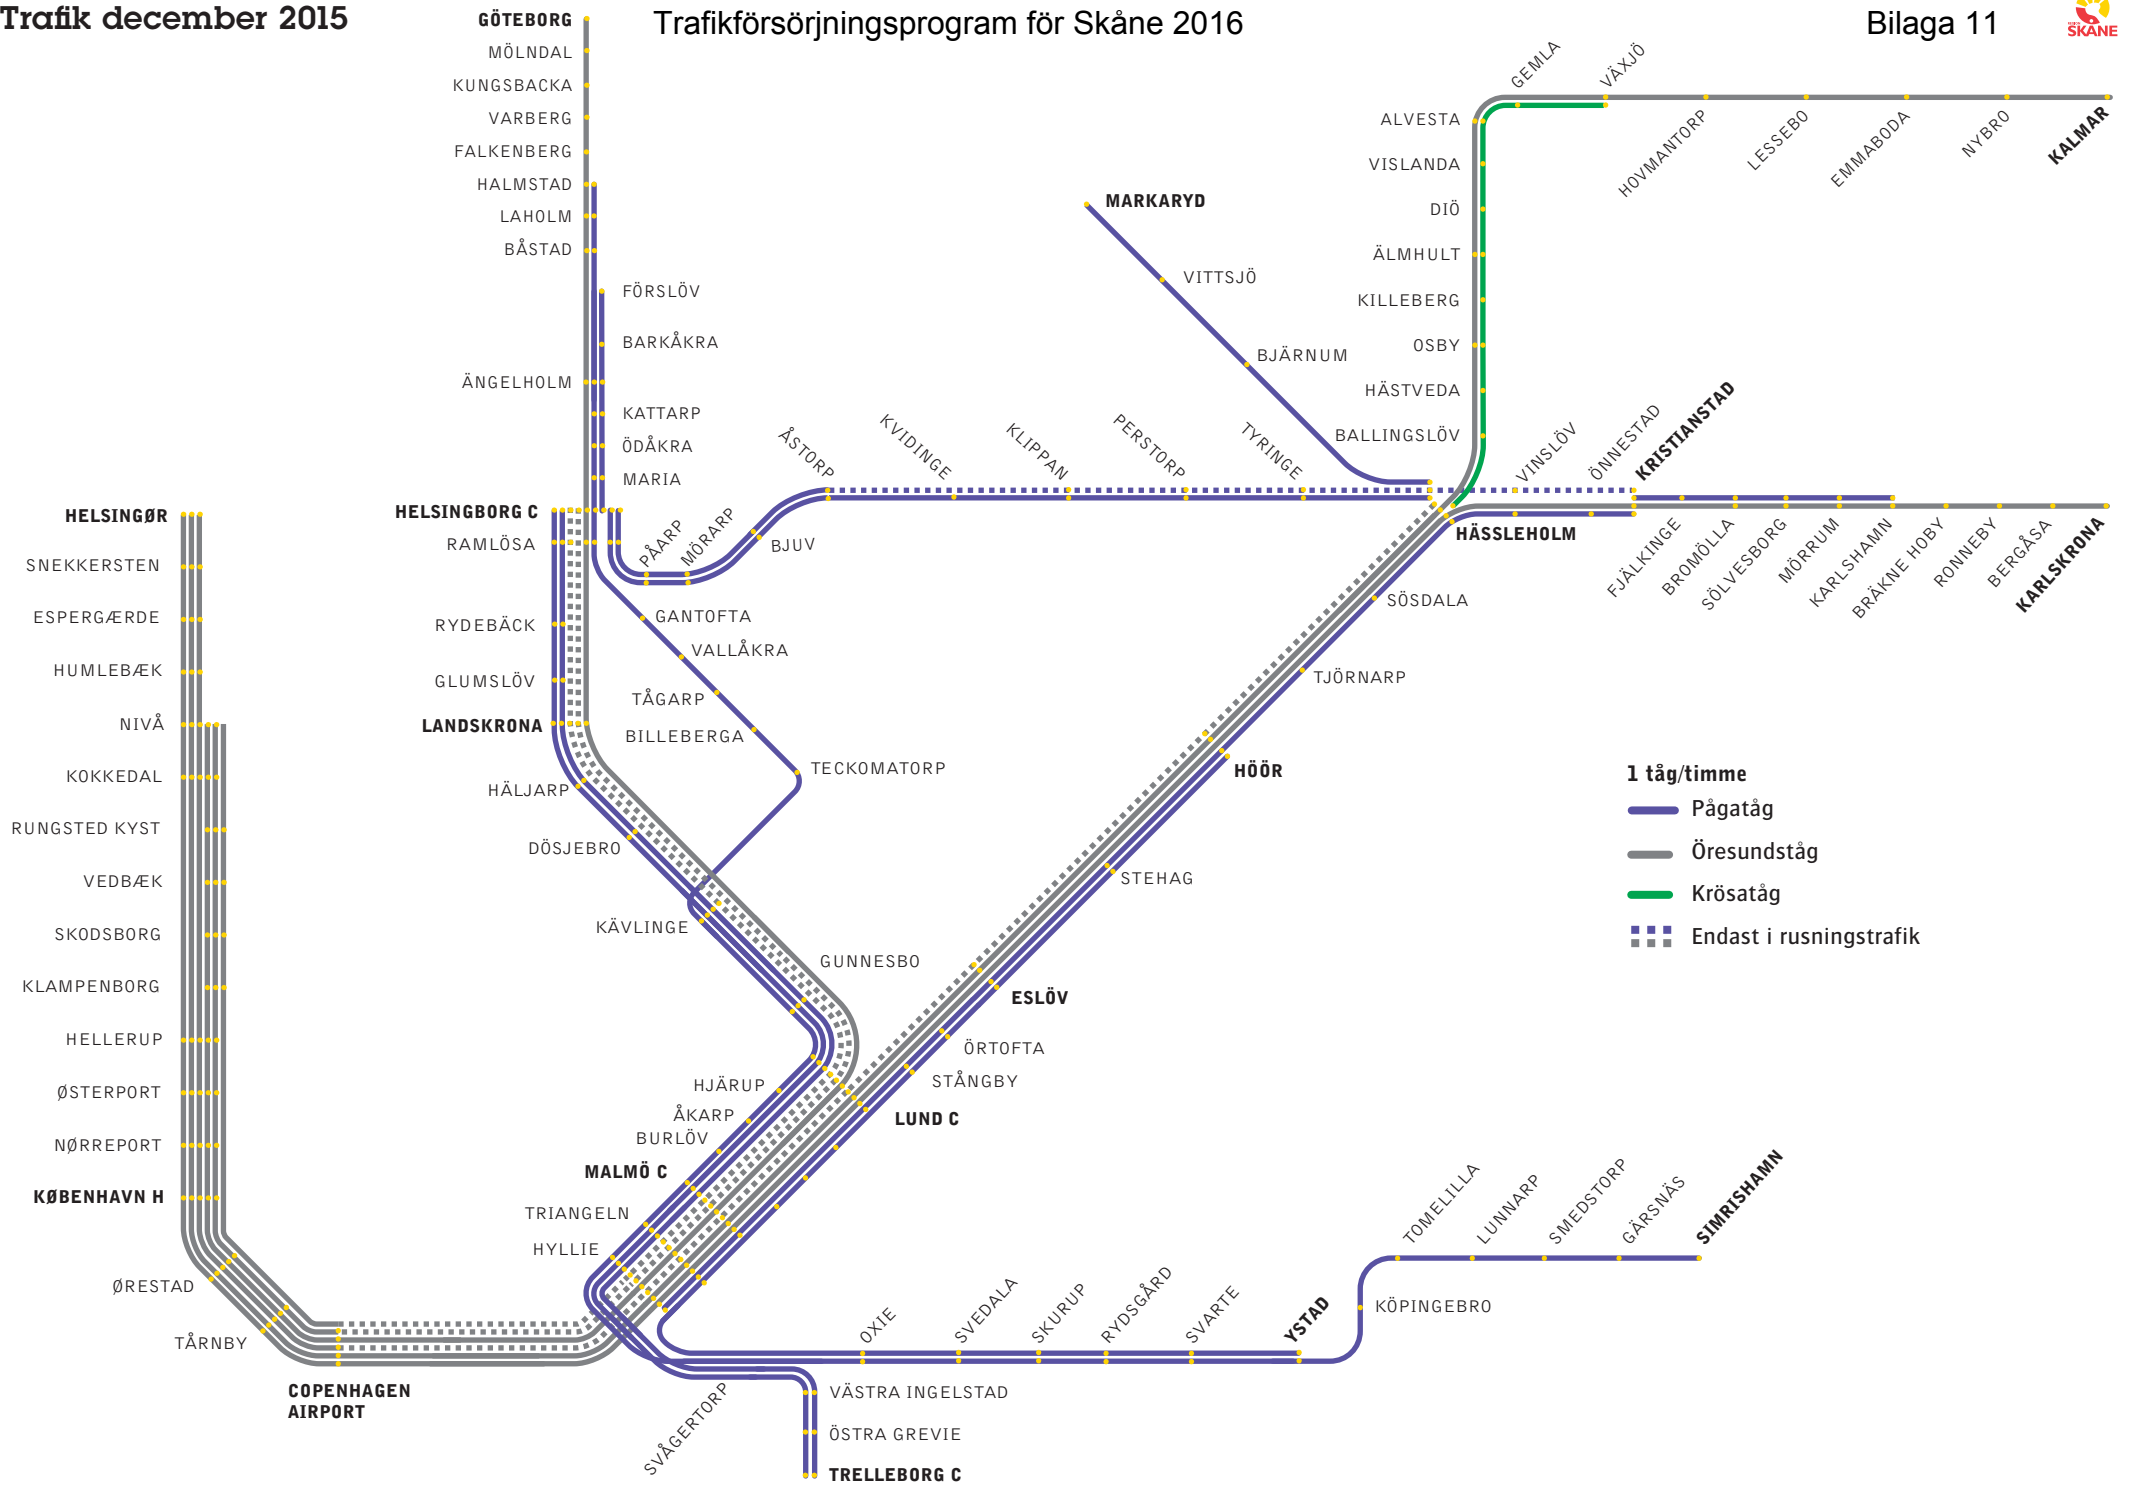 Trafik december 2015
Trafikförsörjningsprogram för Skåne 2016
Bilaga 11
REGION
SKÅNE
GÖTEBORG
MÖLNDAL
KUNGSBACKA
VARBERG
FALKENBERG
HALMSTAD
LAHOLM
BÅSTAD
FÖRSLÖV
BARKÅKRA
ÄNGELHOLM
KATTARP
ÖDÅKRA
MARIA
HELSINGBORG C
RAMLÖSA
RYDEBÄCK
GLUMSLÖV
LANDSKRONA
HÄLJARP
DÖSJEBRO
KÄVLINGE
GUNNESBO
PÅARP
MÖRARP
BJUV
ÅSTORP
KVIDINGE
KLIPPAN
PERSTORP
TYRINGE
GANTOFTA
VALLÅKRA
TÅGARP
BILLEBERGA
TECKOMATORP
MARKARYD
VITTSJÖ
BJÄRNUM
GEMLA
VÄXJÖ
ALVESTA
VISLANDA
DIÖ
ÄLMHULT
KILLEBERG
OSBY
HÄSTVEDA
BALLINGSLÖV
HOVMANTORP
LESSEBO
EMMABODA
NYBRO
KALMAR
VINSLÖV
ÖNNESTAD
KRISTIANSTAD
HÄSSLEHOLM
FJÄLKINGE
BROMÖLLA
SÖLVESBORG
MÖRRUM
KARLSHAMN
BRÄKNE HOBY
RONNEBY
BERGÅSA
KARLSKRONA
SÖSDALA
TJÖRNARP
HÖÖR
STEHAG
ESLÖV
ÖRTOFTA
STÅNGBY
LUND C
HJÄRUP
ÅKARP
BURLÖV
MALMÖ C
TRIANGELN
HYLLIE
HELSINGØR
SNEKKERSTEN
ESPERGÆRDE
HUMLEBÆK
NIVÅ
KOKKEDAL
RUNGSTED KYST
VEDBÆK
SKODSBORG
KLAMPENBORG
HELLERUP
ØSTERPORT
NØRREPORT
KØBENHAVN H
ØRESTAD
TÅRNBY
COPENHAGEN
AIRPORT
SVÅGERTORP
OXIE
SVEDALA
SKURUP
RYDSGÅRD
SVARTE
YSTAD
KÖPINGEBRO
TOMELILLA
LUNNARP
SMEDSTORP
GÄRSNÄS
SIMRISHAMN
VÄSTRA INGELSTAD
ÖSTRA GREVIE
TRELLEBORG C
1 tåg/timme
Pågatåg
Öresundståg
Krösatåg
Endast i rusningstrafik